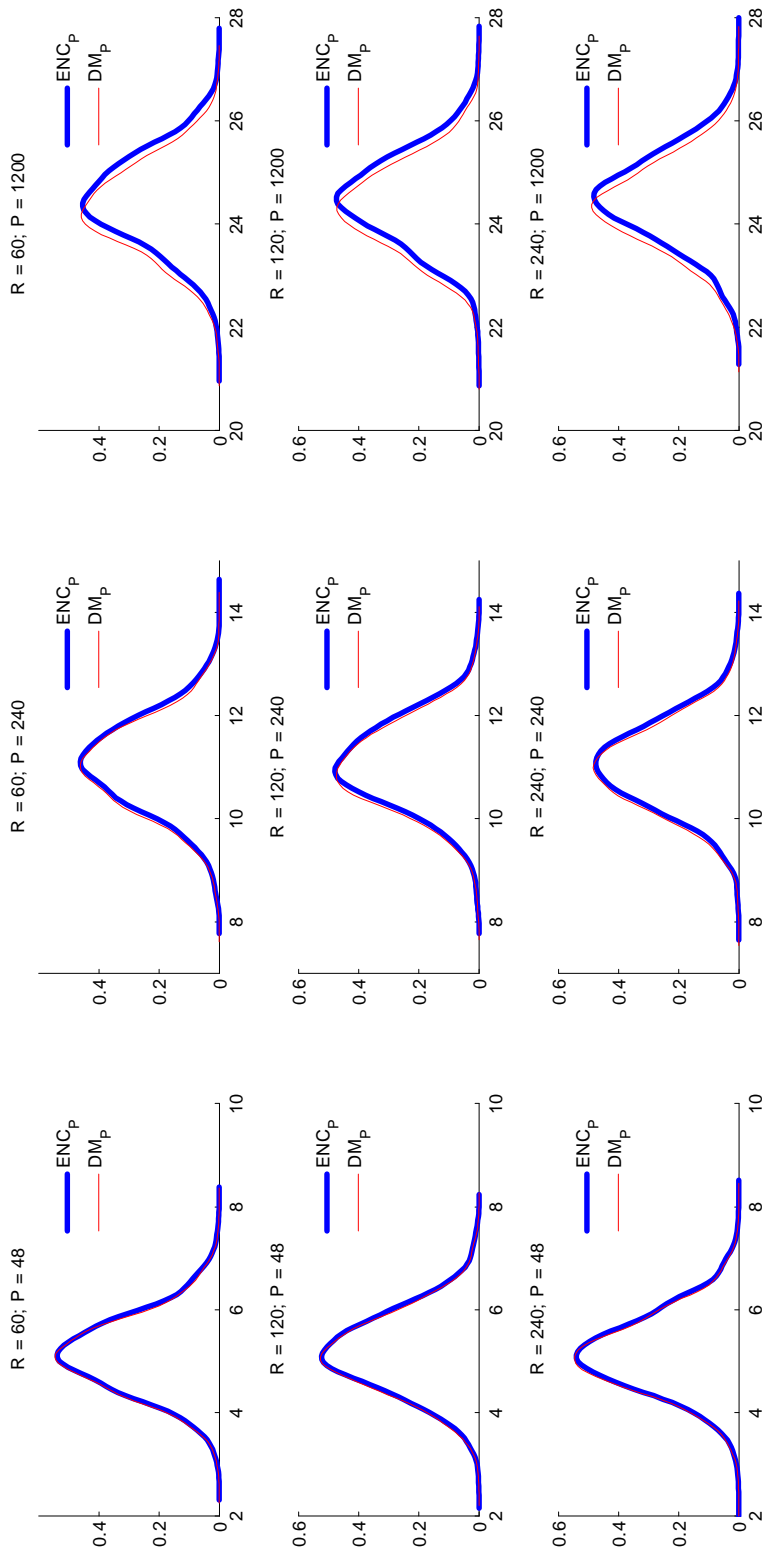 R = 60; P = 48
0.4
0.2
0
2
4
6
8
10
ENC_P
DM_P
R = 60; P = 240
0.4
0.2
0
8
10
12
14
ENC_P
DM_P
R = 60; P = 1200
0.4
0.2
0
20
22
24
26
28
ENC_P
DM_P
R = 120; P = 48
0.6
0.4
0.2
0
2
4
6
8
10
ENC_P
DM_P
R = 120; P = 240
0.6
0.4
0.2
0
8
10
12
14
ENC_P
DM_P
R = 120; P = 1200
0.6
0.4
0.2
0
20
22
24
26
28
ENC_P
DM_P
R = 240; P = 48
0.6
0.4
0.2
0
2
4
6
8
10
ENC_P
DM_P
R = 240; P = 240
0.6
0.4
0.2
0
8
10
12
14
ENC_P
DM_P
R = 240; P = 1200
0.6
0.4
0.2
0
20
22
24
26
28
ENC_P
DM_P